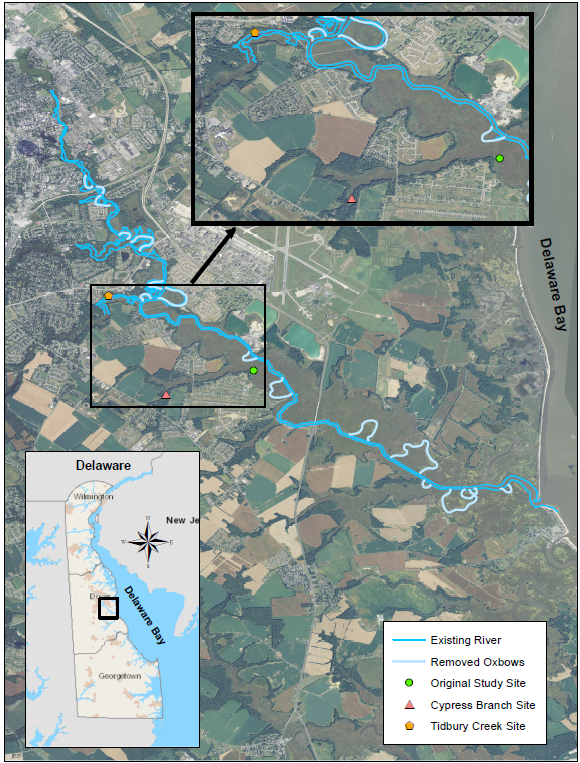 Delaware Bay
Delaware
Wilmington
New Je
N
W
E
S
Delaware Bay
Georgetown
Existing River
Removed Oxbows
Original Study Site
Cypress Branch Site
Tidbury Creek Site